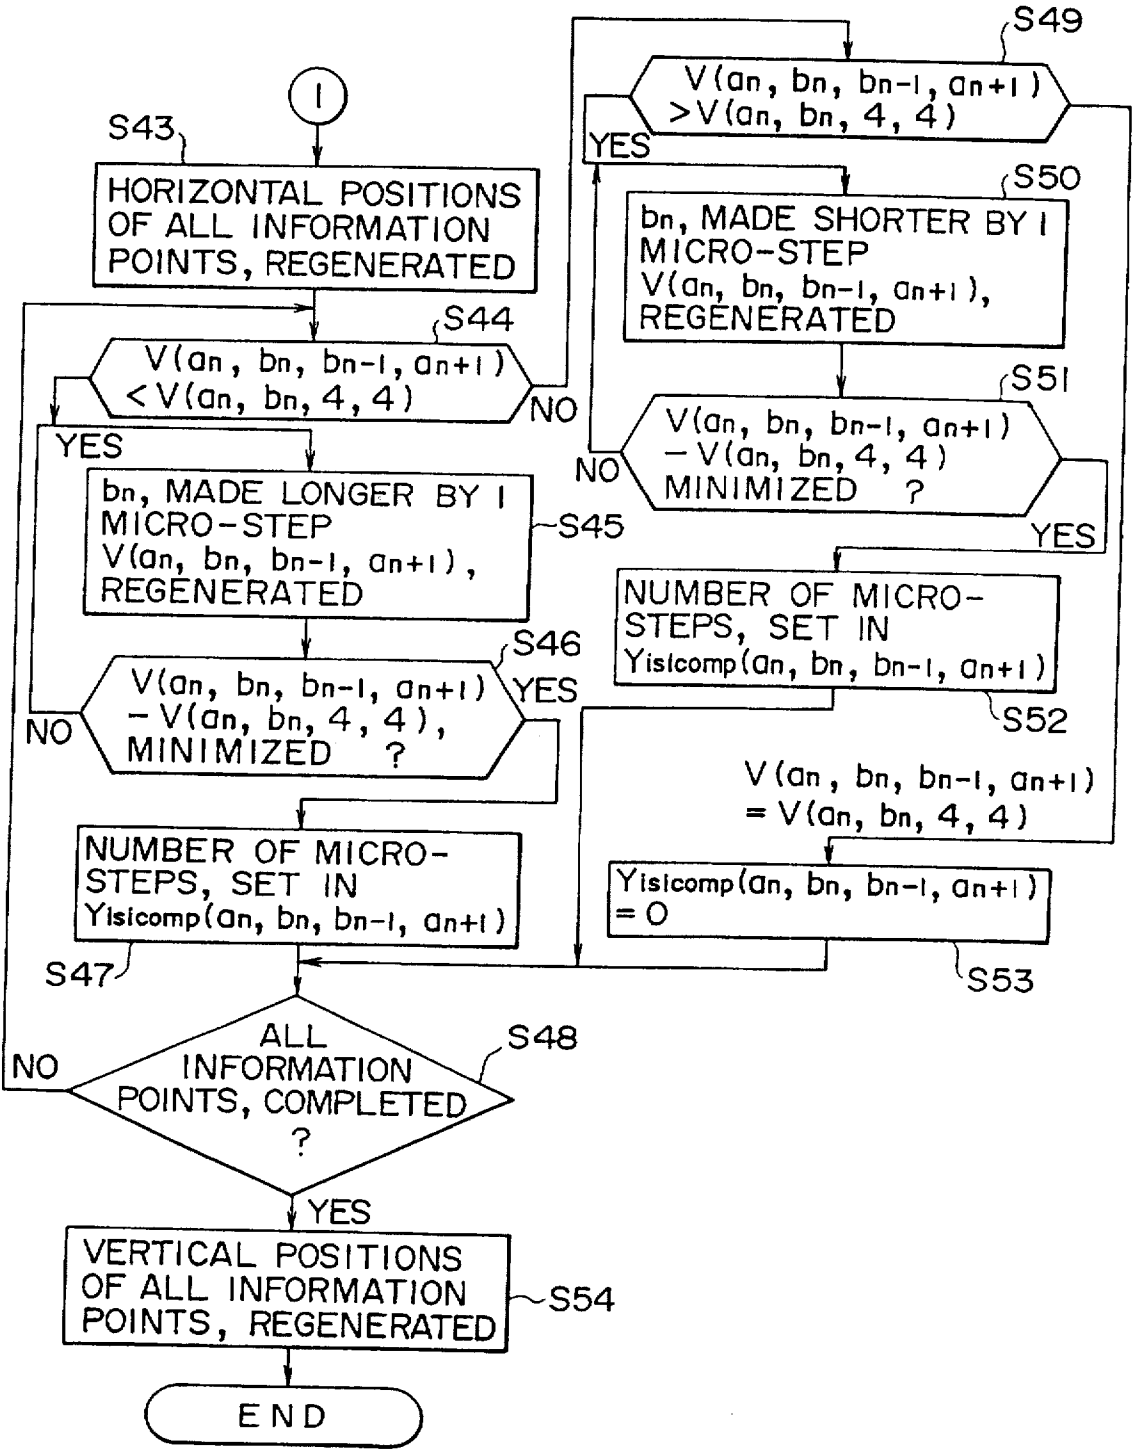 1
S43
HORIZONTAL POSITIONS
OF ALL INFORMATION
POINTS, REGENERATED
S44
V(an, bn, bn-1, an+1)
< V(an, bn, 4, 4)
NO
YES
bn, MADE LONGER BY 1
MICRO-STEP
V(an, bn, bn-1, an+1),
REGENERATED
S45
S46
V(an, bn, bn-1, an+1)
- V(an, bn, 4, 4),
MINIMIZED ?
YES
NO
NUMBER OF MICRO-
STEPS, SET IN
Yislcomp(an, bn, bn-1, an+1)
S47
S48
ALL
INFORMATION
POINTS, COMPLETED
?
NO
YES
VERTICAL POSITIONS
OF ALL INFORMATION
POINTS, REGENERATED
S54
END
S49
V(an, bn, bn-1, an+1)
> V(an, bn, 4, 4)
YES
S50
bn, MADE SHORTER BY 1
MICRO-STEP
V(an, bn, bn-1, an+1),
REGENERATED
S51
V(an, bn, bn-1, an+1)
- V(an, bn, 4, 4)
MINIMIZED ?
NO
YES
NUMBER OF MICRO-
STEPS, SET IN
Yislcomp(an, bn, bn-1, an+1)
S52
V(an, bn, bn-1, an+1)
= V(an, bn, 4, 4)
Yislcomp(an, bn, bn-1, an+1)
= 0
S53